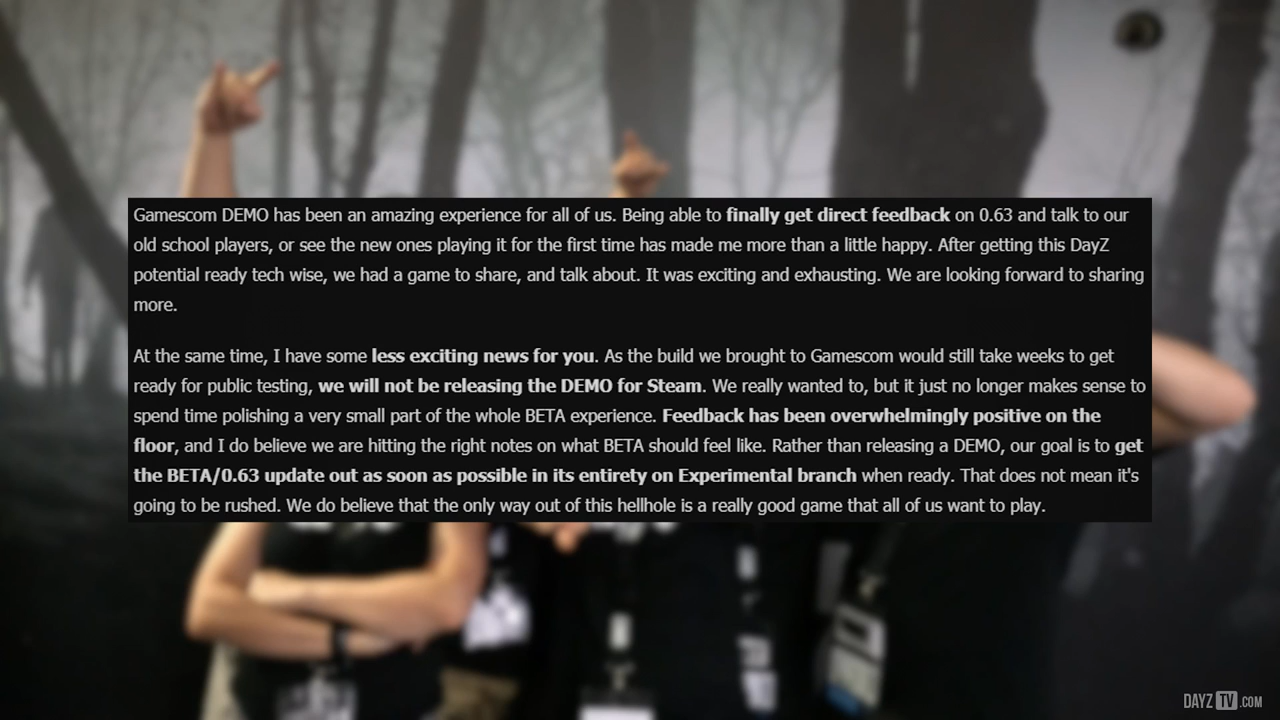 Gamescom DEMO has been an amazing experience for all of us. Being able to finally get direct feedback on 0.63 and talk to our
old school players, or see the new ones playing it for the first time has made me more than a little happy. After getting this DayZ
potential ready tech wise, we had a game to share, and talk about. It was exciting and exhausting. We are looking forward to sharing
more.
At the same time, I have some less exciting news for you. As the build we brought to Gamescom would still take weeks to get
ready for public testing, we will not be releasing the DEMO for Steam. We really wanted to, but it just no longer makes sense to
spend time polishing a very small part of the whole BETA experience. Feedback has been overwhelmingly positive on the
floor, and I do believe we are hitting the right notes on what BETA should feel like. Rather than releasing a DEMO, our goal is to get
the BETA/0.63 update out as soon as possible in its entirety on Experimental branch when ready. That does not mean it's
going to be rushed. We do believe that the only way out of this hellhole is a really good game that all of us want to play.
DAYZ TV .COM